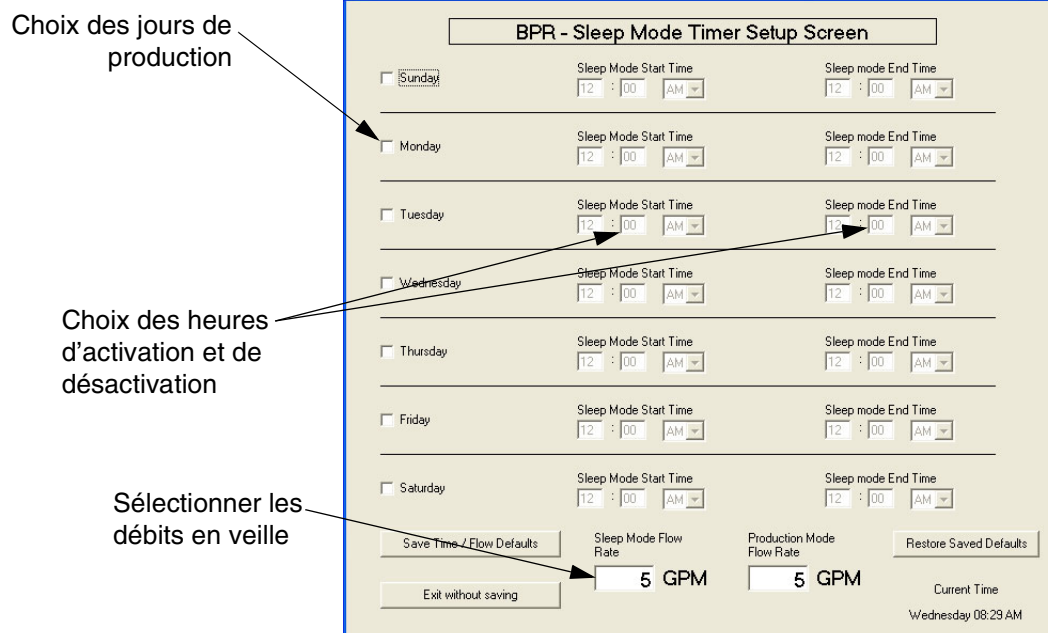 Choix des jours de
production
BPR - Sleep Mode Timer Setup Screen
Sunday
Sleep Mode Start Time
12 : 00 AM
Sleep mode End Time
12 : 00 AM
Monday
Sleep Mode Start Time
12 : 00 AM
Sleep mode End Time
12 : 00 AM
Tuesday
Sleep Mode Start Time
12 : 00 AM
Sleep mode End Time
12 : 00 AM
Choix des heures
d'activation et de
désactivation
Wednesday
Sleep Mode Start Time
12 : 00 AM
Sleep mode End Time
12 : 00 AM
Thursday
Sleep Mode Start Time
12 : 00 AM
Sleep mode End Time
12 : 00 AM
Friday
Sleep Mode Start Time
12 : 00 AM
Sleep mode End Time
12 : 00 AM
Saturday
Sleep Mode Start Time
12 : 00 AM
Sleep mode End Time
12 : 00 AM
Sélectionner les
débits en veille
Save Time / Flow Defaults
Sleep Mode Flow
Rate
5 GPM
Production Mode
Flow Rate
5 GPM
Restore Saved Defaults
Exit without saving
Current Time
Wednesday 08:29 AM